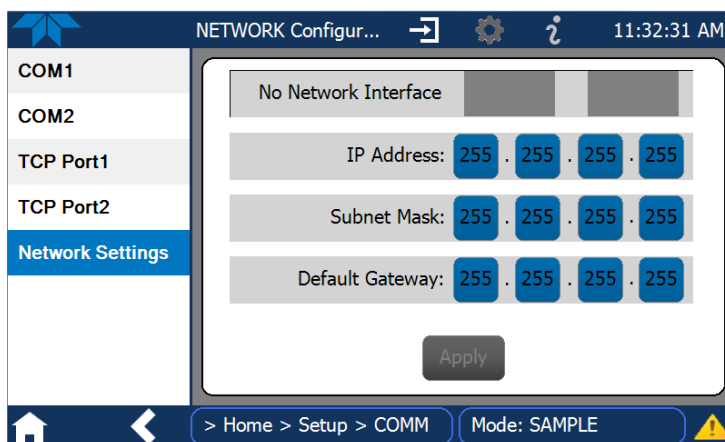 NETWORK Configur... 11:32:31 AM
COM1
COM2
TCP Port1
TCP Port2
Network Settings
No Network Interface
IP Address: 255 . 255 . 255 . 255
Subnet Mask: 255 . 255 . 255 . 255
Default Gateway: 255 . 255 . 255 . 255
Apply
> Home > Setup > COMM Mode: SAMPLE